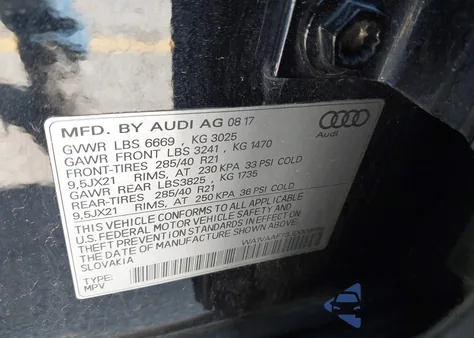 MFD. BY AUDI AG 08 17
GVWR LBS 6669 , KG 3025
GAWR FRONT LBS 3241 , KG 1470
FRONT-TIRES 285/40 R21
9,5JX21 RIMS, AT 230 KPA 33 PSI COLD
GAWR REAR LBS3825 , KG 1735
REAR-TIRES 285/40 R21
9,5JX21 RIMS, AT 250 KPA 36 PSI COLD
THIS VEHICLE CONFORMS TO ALL APPLICABLE
U.S. FEDERAL MOTOR VEHICLE SAFETY AND
THEFT PREVENTION STANDARDS IN EFFECT ON
THE DATE OF MANUFACTURE SHOWN ABOVE.
SLOVAKIA
TYPE:
MPV
Audi